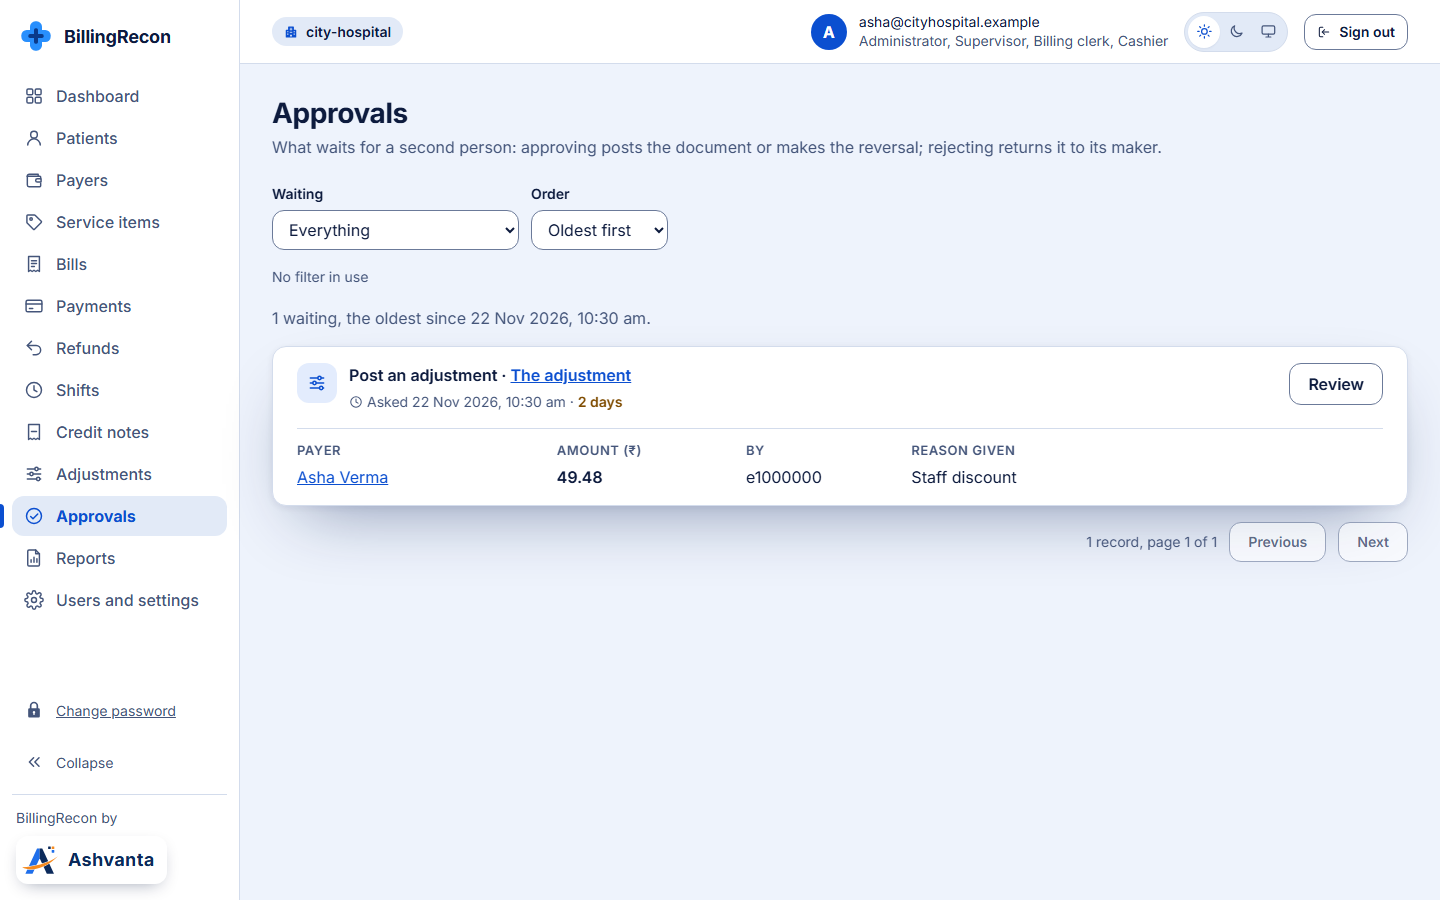 BillingRecon
city-hospital
A
asha@cityhospital.example
Administrator, Supervisor, Billing clerk, Cashier
Sign out
Dashboard
Patients
Payers
Service items
Bills
Payments
Refunds
Shifts
Credit notes
Adjustments
Approvals
Reports
Users and settings
Change password
Collapse
BillingRecon by
Ashvanta
Approvals
What waits for a second person: approving posts the document or makes the reversal; rejecting returns it to its maker.
Waiting Order
Everything Oldest first
No filter in use
1 waiting, the oldest since 22 Nov 2026, 10:30 am.
Post an adjustment · The adjustment
Asked 22 Nov 2026, 10:30 am · 2 days
Review
PAYER AMOUNT (₹) BY REASON GIVEN
Asha Verma 49.48 e1000000 Staff discount
1 record, page 1 of 1 Previous Next